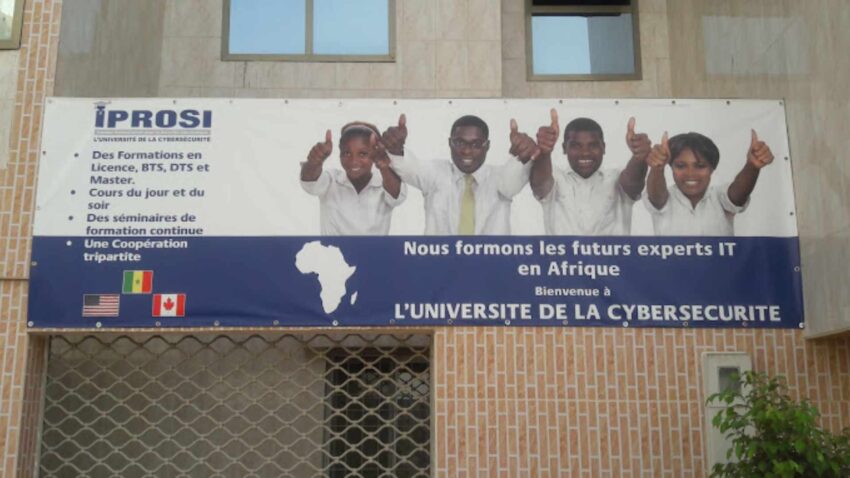 iPROSI
L'UNIVERSITE DE LA CYBERSECURITE
• Des Formations en
Licence, BTS, DTS et
Master.
• Cours du jour et du
soir
• Des séminaires de
formation continue
• Une Coopération
tripartite
Nous formons les futurs experts IT
en Afrique
Bienvenue à
L'UNIVERSITE DE LA CYBERSECURITE